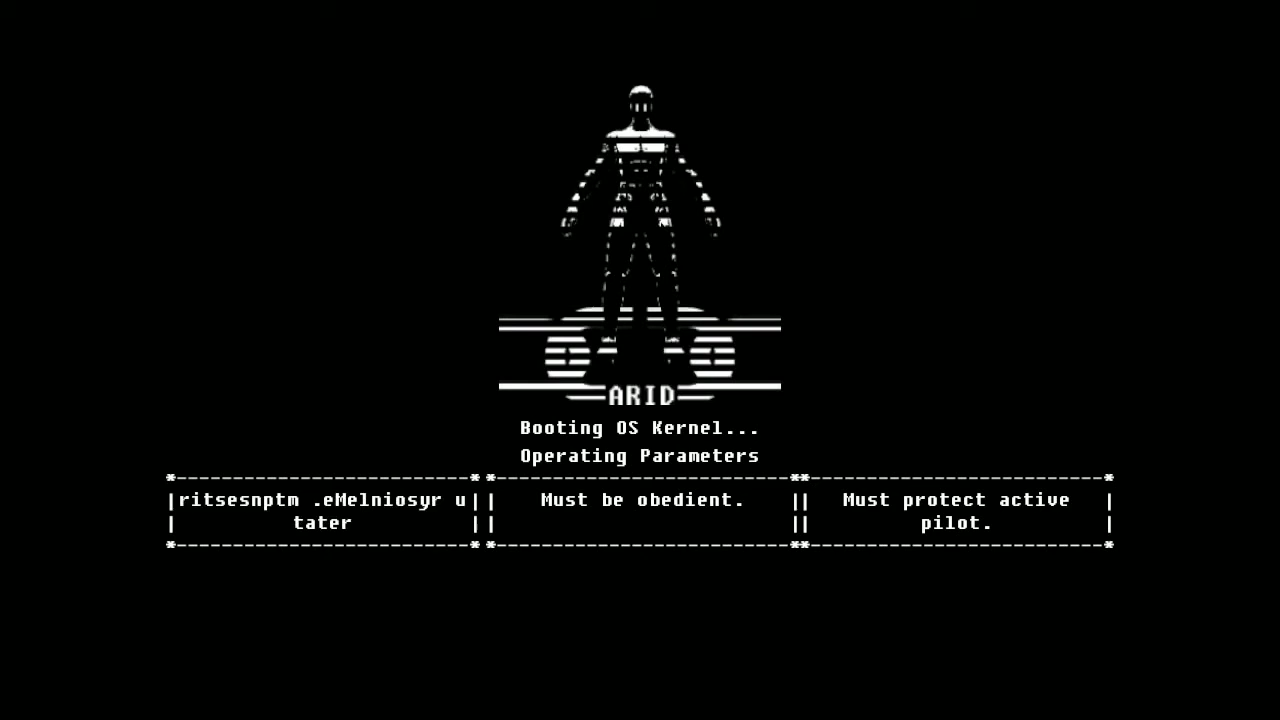 ARID
Booting OS Kernel...
Operating Parameters
ritsesnptm .eMelniosyr u
tater
Must be obedient.
Must protect active
pilot.